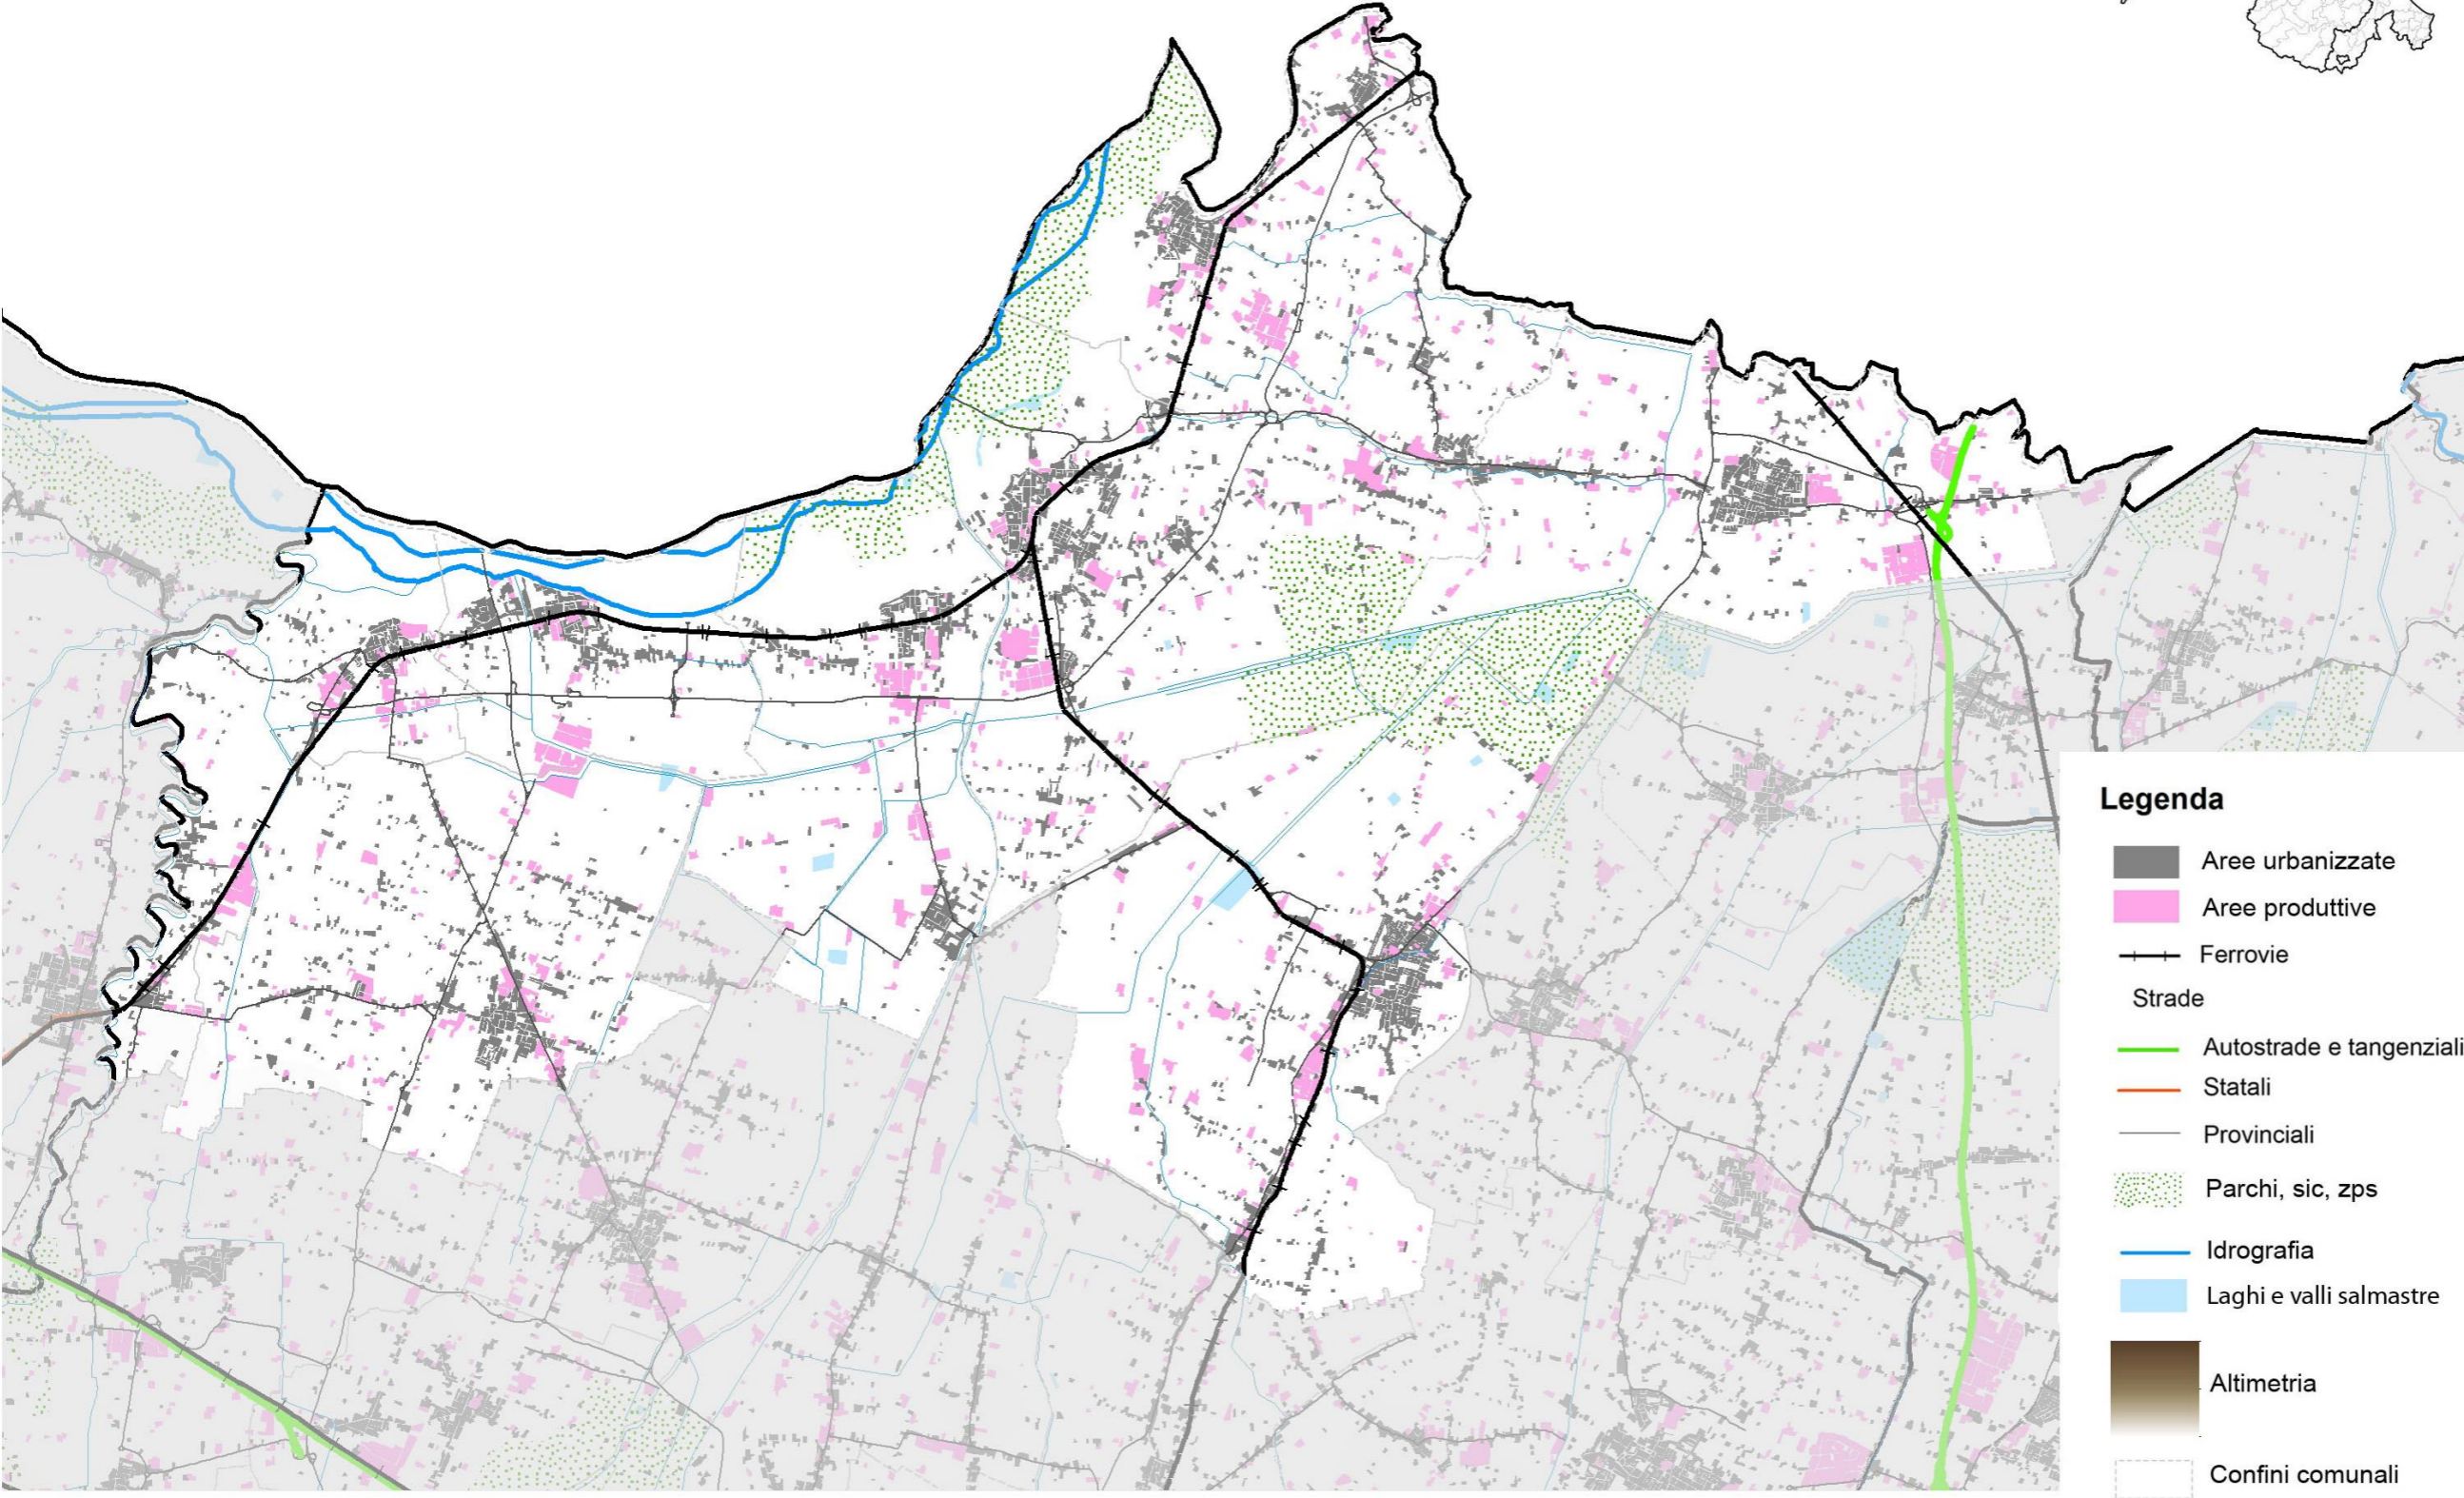 Legenda
Aree urbanizzate
Aree produttive
Ferrovie
Strade
Autostrade e tangenziali
Statali
Provinciali
Parchi, sic, zps
Idrografia
Laghi e valli salmastre
Altimetria
Confini comunali